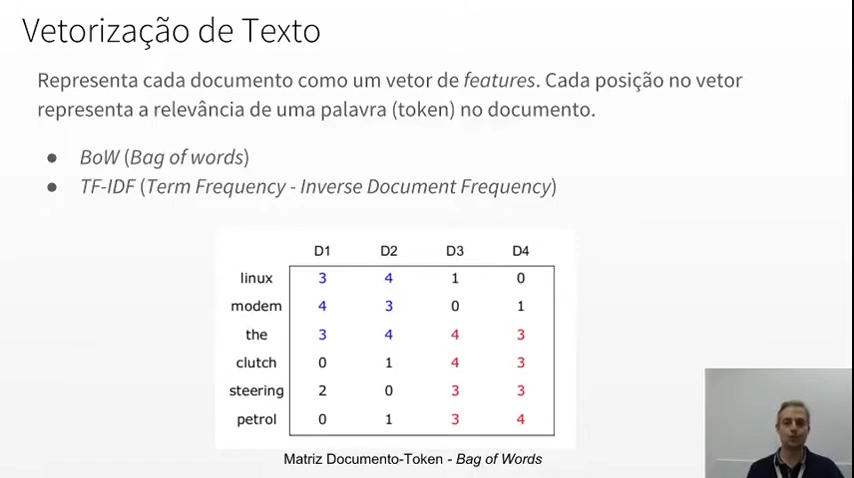 Vetorização de Texto
Representa cada documento como um vetor de features. Cada posição no vetor
representa a relevância de uma palavra (token) no documento.
● BoW (Bag of words)
● TF-IDF (Term Frequency - Inverse Document Frequency)
D1 D2 D3 D4
linux 3 4 1 0
modem 4 3 0 1
the 3 4 4 3
clutch 0 1 4 3
steering 2 0 3 3
petrol 0 1 3 4
Matriz Documento-Token - Bag of Words